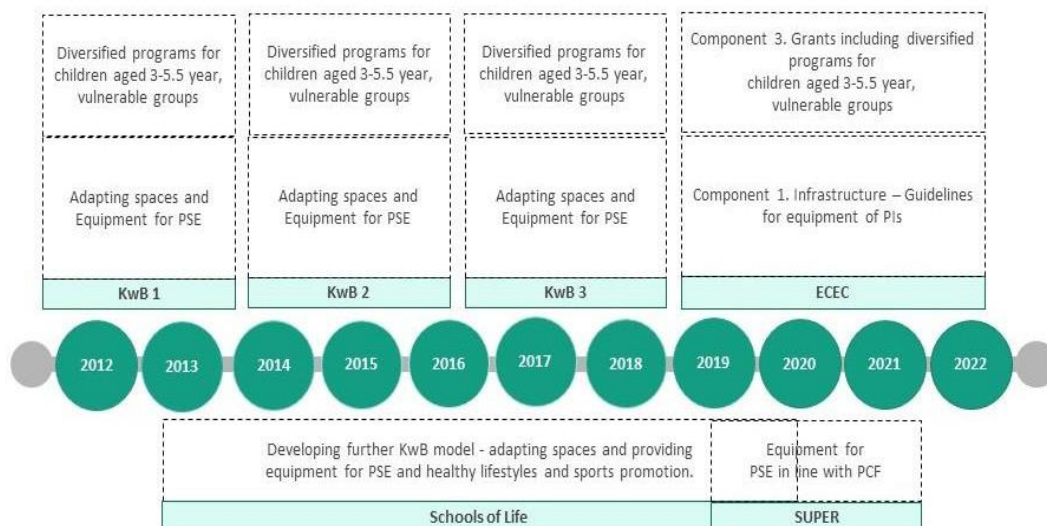 Diversified programs for
children aged 3-5.5 year,
vulnerable groups
Adapting spaces and
Equipment for PSE
KwB 1
Diversified programs for
children aged 3-5.5 year,
vulnerable groups
Adapting spaces and
Equipment for PSE
KwB 2
Diversified programs for
children aged 3-5.5 year,
vulnerable groups
Adapting spaces and
Equipment for PSE
KwB 3
Component 3. Grants including diversified
programs for
children aged 3-5.5 year,
vulnerable groups
Component 1. Infrastructure – Guidelines
for equipment of PIs
ECEC
2012
2013
2014
2015
2016
2017
2018
2019
2020
2021
2022
Developing further KwB model - adapting spaces and providing
equipment for PSE and healthy lifestyles and sports promotion.
Schools of Life
Equipment for
PSE in line with PCF
SUPER